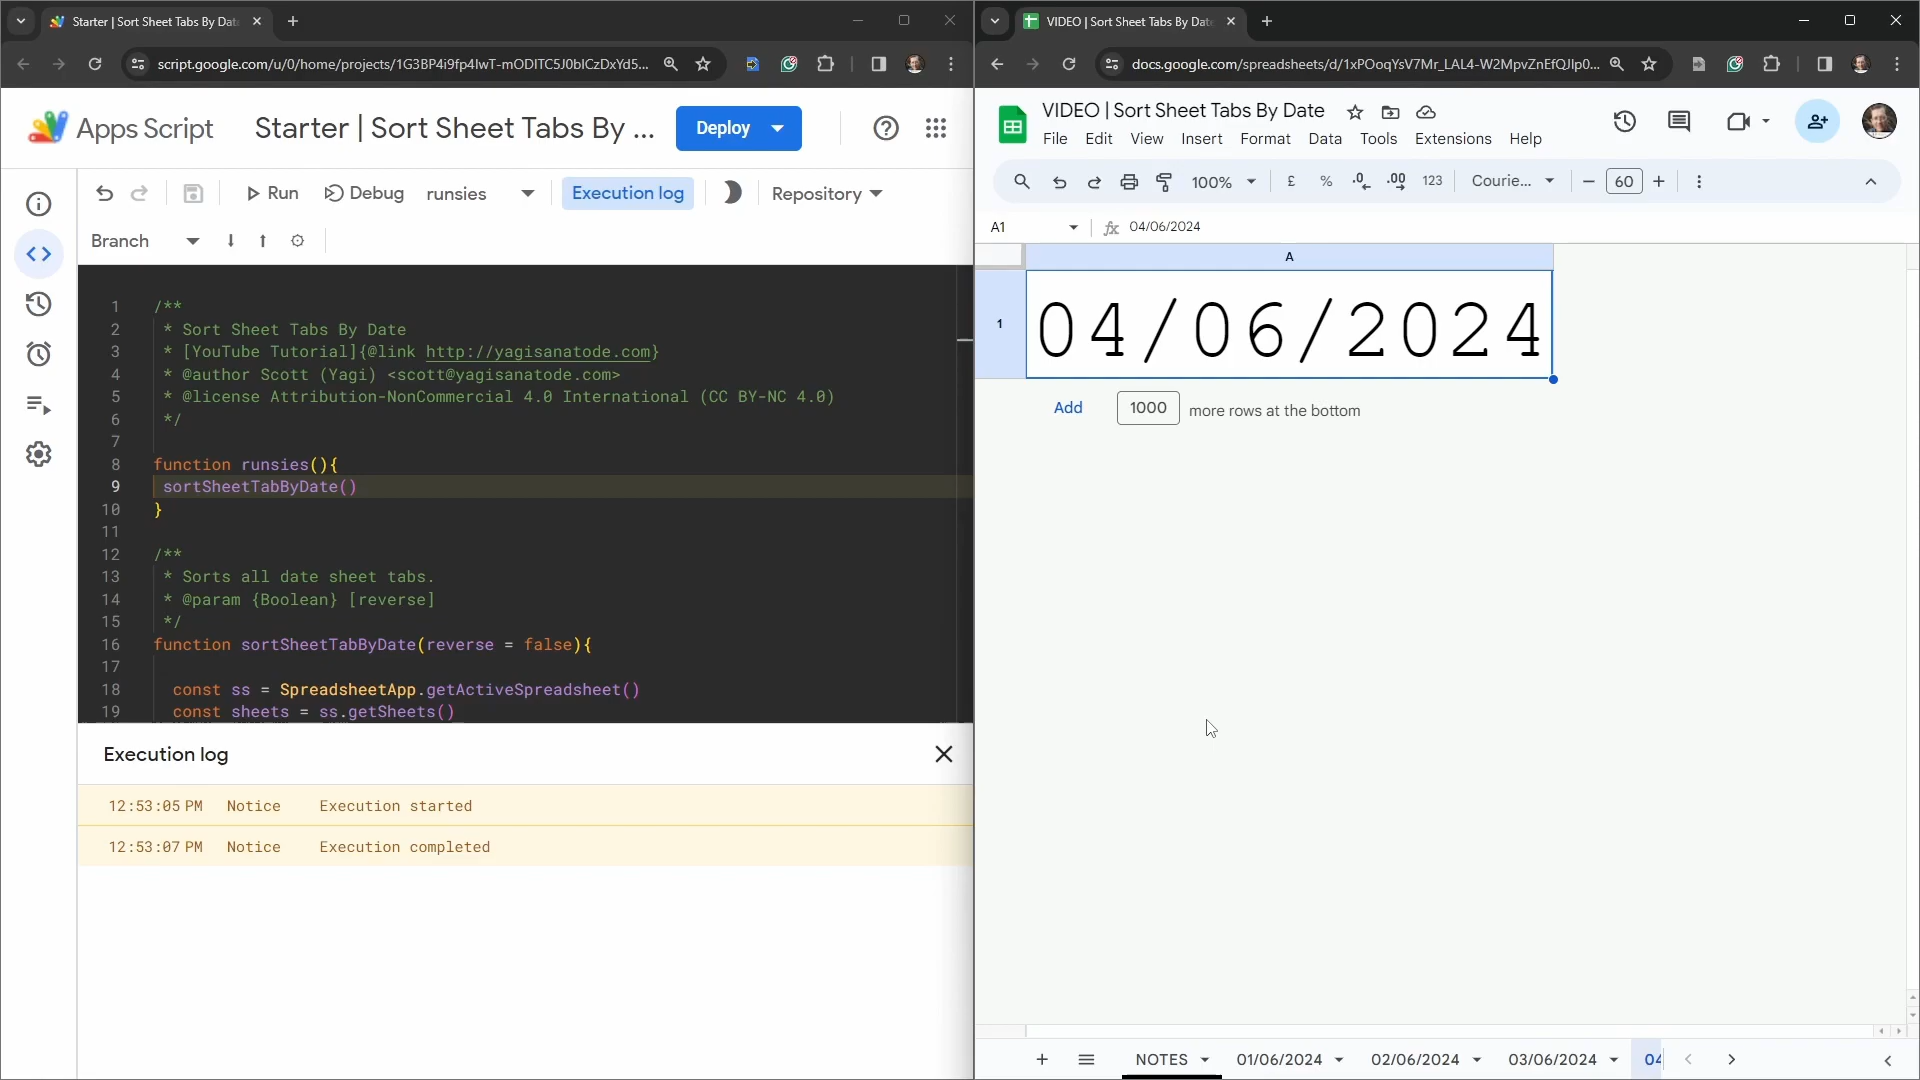 Starter | Sort Sheet Tabs By Dat
script.google.com/u/0/home/projects/1G3BP4i9fp4lwT-mODITC5J0bICzDxYd5...
Apps Script
Starter | Sort Sheet Tabs By ...
Deploy
Run
Debug
runsies
Execution log
Repository
Branch
1 /**
2 * Sort Sheet Tabs By Date
3 * [YouTube Tutorial]{@link http://yagisanatode.com}
4 * @author Scott (Yagi) <scott@yagisanatode.com>
5 * @license Attribution-NonCommercial 4.0 International (CC BY-NC 4.0)
6 */
7
8 function runsies(){
9 sortSheetTabByDate()
10 }
11
12 /**
13 * Sorts all date sheet tabs.
14 * @param {Boolean} [reverse]
15 */
16 function sortSheetTabByDate(reverse = false){
17
18 const ss = SpreadsheetApp.getActiveSpreadsheet()
19 const sheets = ss.getSheets()
Execution log
12:53:05 PM Notice Execution started
12:53:07 PM Notice Execution completed
VIDEO | Sort Sheet Tabs By Date
docs.google.com/spreadsheets/d/1xPOoqYsV7Mr_LAL4-W2MpvZnEfQJlp0...
VIDEO | Sort Sheet Tabs By Date
File Edit View Insert Format Data Tools Extensions Help
100% £ % .0 .00 123 Courie... 60
A1 fx 04/06/2024
A
1 04/06/2024
Add 1000 more rows at the bottom
NOTES 01/06/2024 02/06/2024 03/06/2024 04